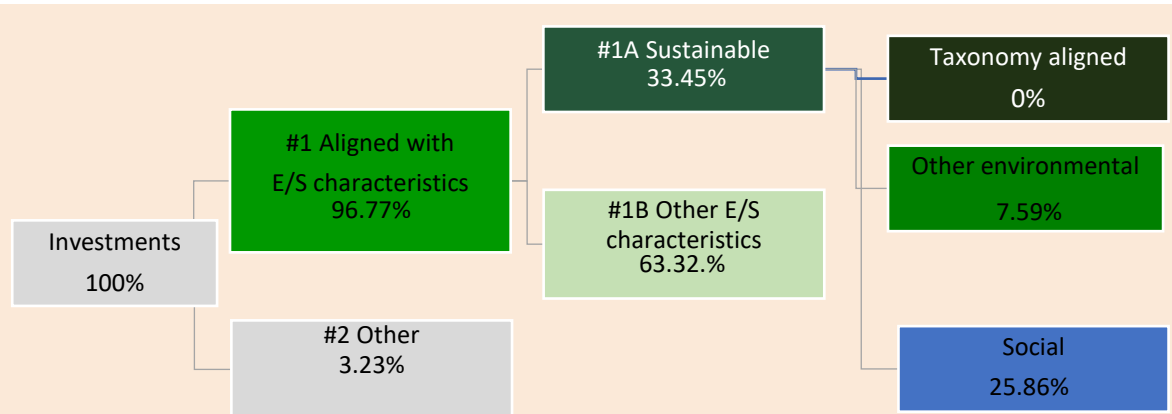 #1A Sustainable
33.45%
Taxonomy aligned
0%
#1 Aligned with
E/S characteristics
96.77%
Other environmental
7.59%
#1B Other E/S
characteristics
63.32.%
Investments
100%
#2 Other
3.23%
Social
25.86%